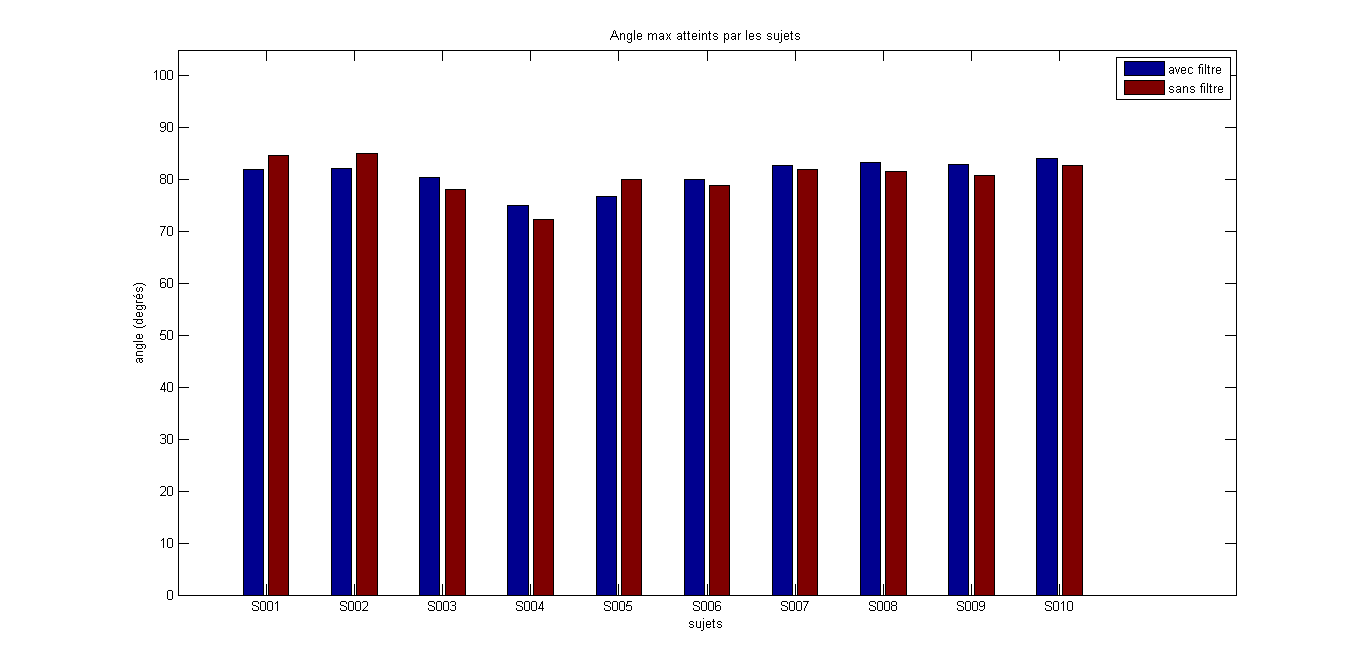 Angle max atteints par les sujets
avec filtre
sans filtre
100
90
80
70
60
50
40
30
20
10
0
angle (degrés)
S001 S002 S003 S004 S005 S006 S007 S008 S009 S010
sujets